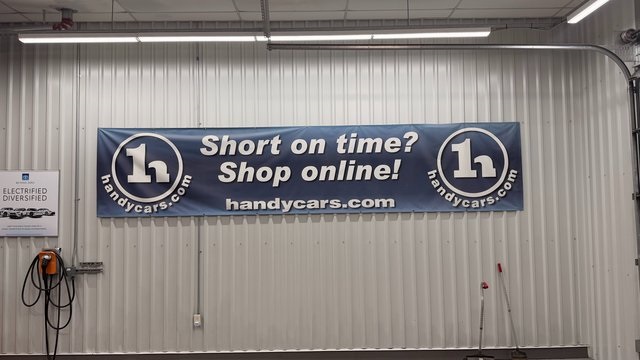 Short on time?
Shop online!
handycars.com
1h
handycars.com
1h
handycars.com
ELECTRIFIED
DIVERSIFIED